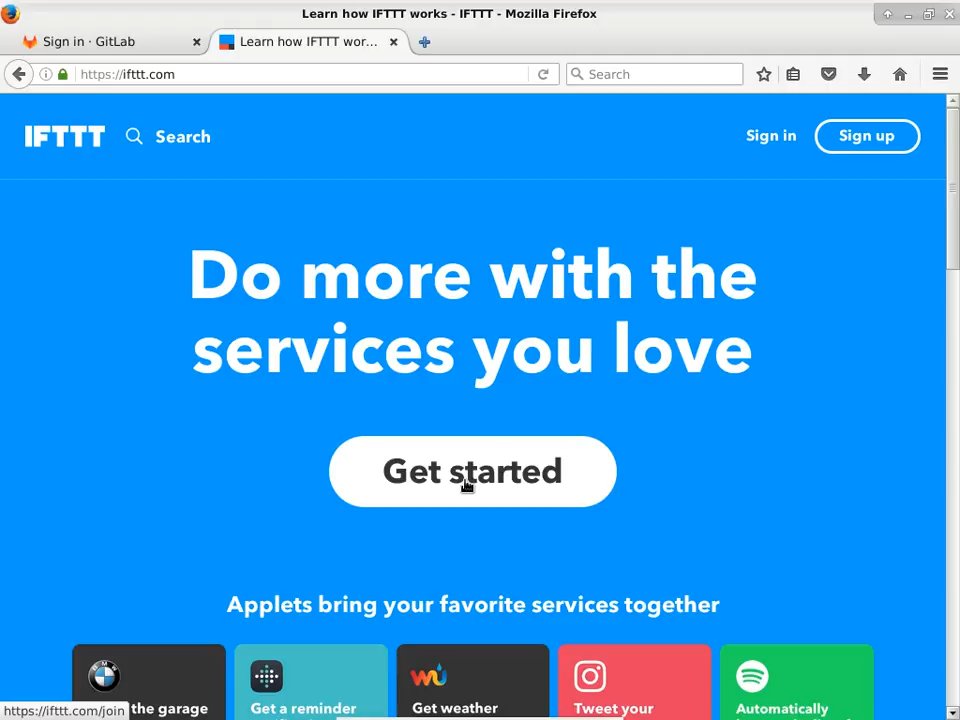 Learn how IFTTT works - IFTTT - Mozilla Firefox
Sign in · GitLab
Learn how IFTTT wor...
https://ifttt.com
Search
IFTTT
Search
Sign in
Sign up
Do more with the
services you love
Get started
Applets bring your favorite services together
BMW
the garage
Get a reminder
Get weather
Tweet your
Automatically
https://ifttt.com/join